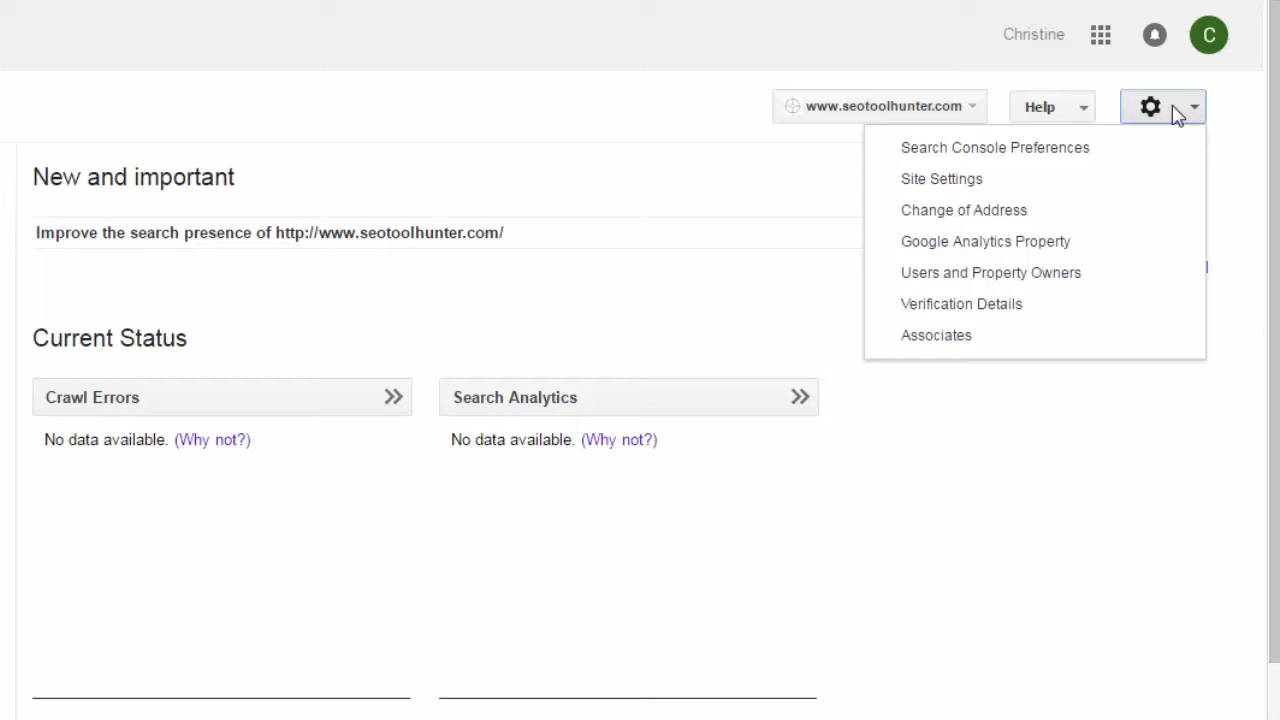 Christine
C
www.seotoolhunter.com
Help
Search Console Preferences
Site Settings
Change of Address
Google Analytics Property
Users and Property Owners
Verification Details
Associates
New and important
Improve the search presence of http://www.seotoolhunter.com/
Current Status
Crawl Errors
Search Analytics
No data available. (Why not?)
No data available. (Why not?)